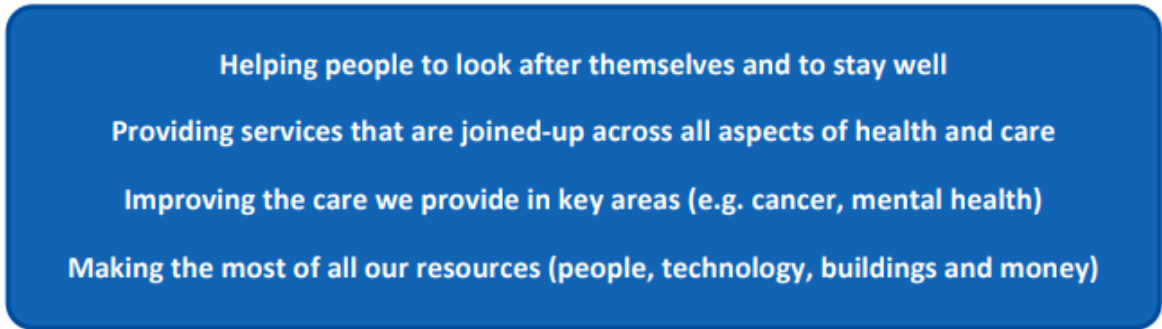 Helping people to look after themselves and to stay well
Providing services that are joined-up across all aspects of health and care
Improving the care we provide in key areas (e.g. cancer, mental health)
Making the most of all our resources (people, technology, buildings and money)